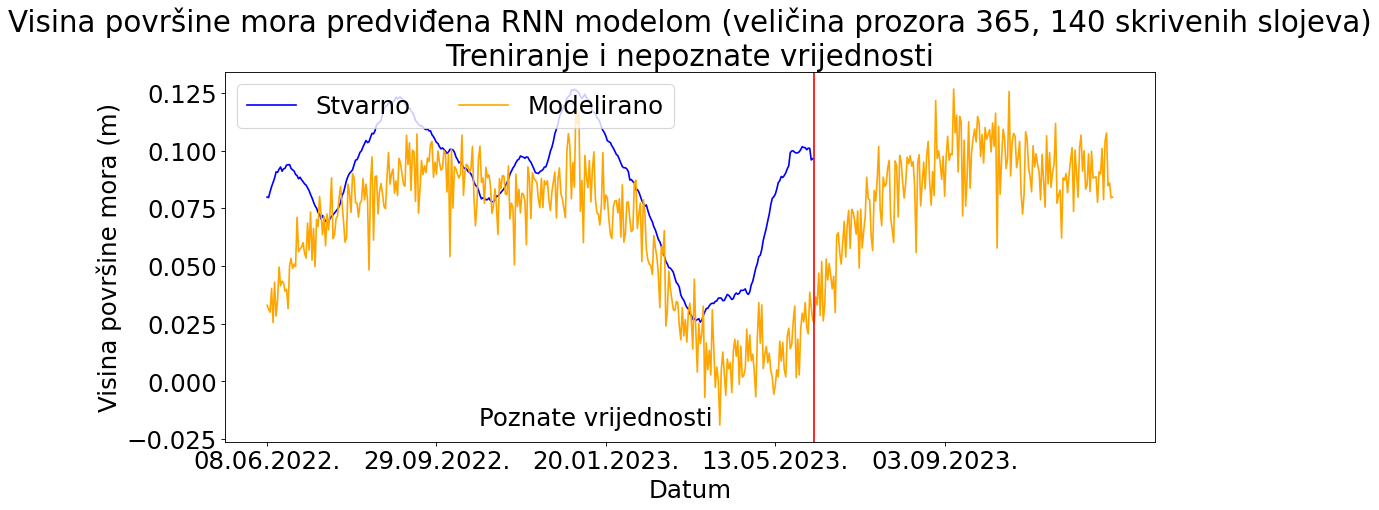 Visina površine mora predviđena RNN modelom (veličina prozora 365, 140 skrivenih slojeva)
Treniranje i nepoznate vrijednosti
Stvarno
Modelirano
Visina površine mora (m)
0.125
0.100
0.075
0.050
0.025
0.000
−0.025
Poznate vrijednosti
08.06.2022.
29.09.2022.
20.01.2023.
13.05.2023.
03.09.2023.
Datum